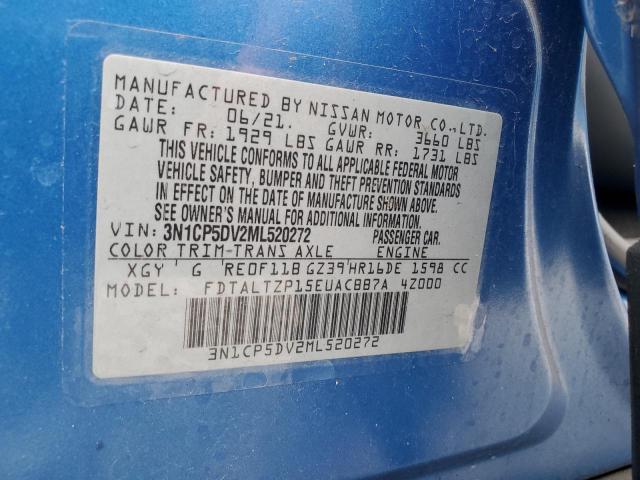 MANUFACTURED BY NISSAN MOTOR CO.,LTD.
DATE: 06/21. GVWR: 3660 LBS
GAWR FR: 1929 LBS GAWR RR: 1731 LBS
THIS VEHICLE CONFORMS TO ALL APPLICABLE FEDERAL MOTOR
VEHICLE SAFETY, BUMPER AND THEFT PREVENTION STANDARDS
IN EFFECT ON THE DATE OF MANUFACTURE SHOWN ABOVE.
SEE OWNER'S MANUAL FOR ADDITIONAL INFORMATION.
VIN: 3N1CP5DV2ML520272 PASSENGER CAR.
COLOR TRIM-TRANS AXLE ENGINE
XGY ' G 'RE0F11B GZ39'HR16DE 1598 CC
MODEL: FDTALTZP15EUACBB7A 4Z000
3N1CP5DV2ML520272